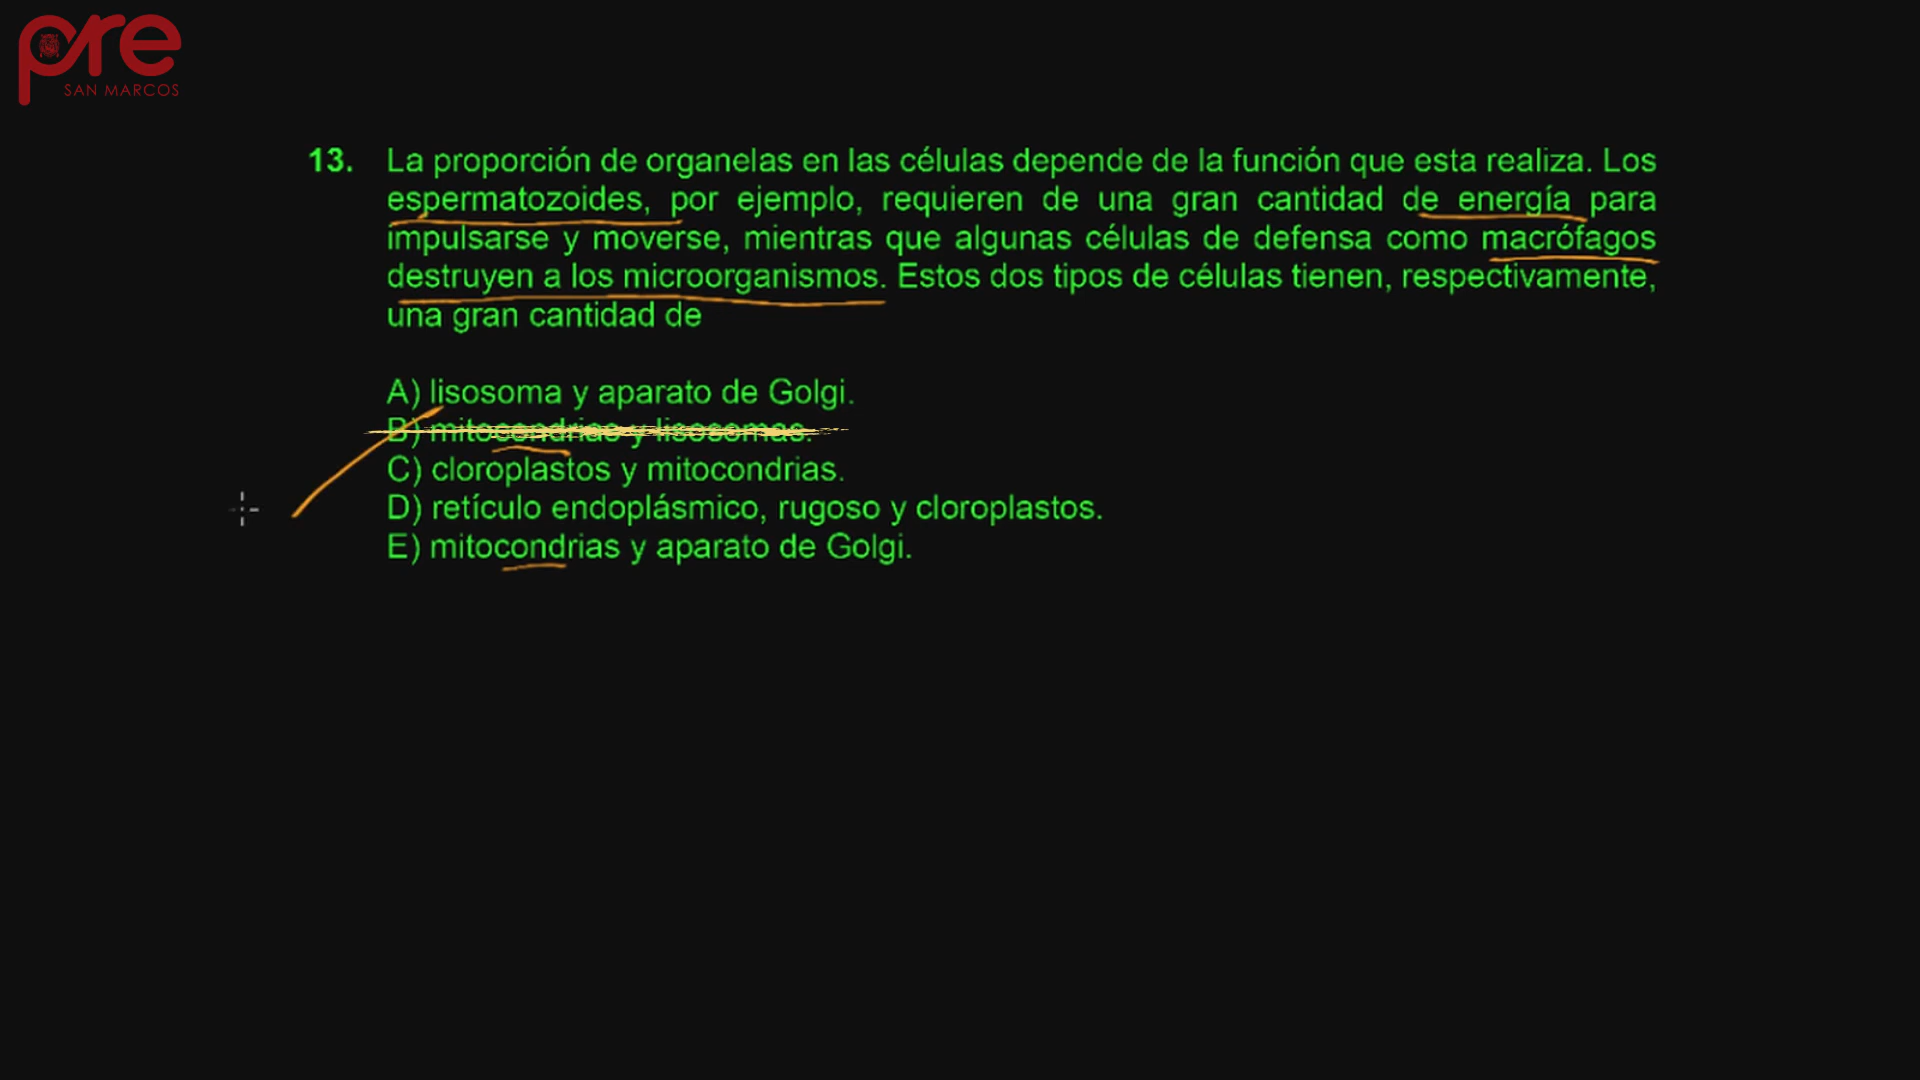 pre
SAN MARCOS
13. La proporción de organelas en las células depende de la función que esta realiza. Los
espermatozoides, por ejemplo, requieren de una gran cantidad de energía para
impulsarse y moverse, mientras que algunas células de defensa como macrófagos
destruyen a los microorganismos. Estos dos tipos de células tienen, respectivamente,
una gran cantidad de
A) lisosoma y aparato de Golgi.
B) mitocondrias y lisosomas.
C) cloroplastos y mitocondrias.
D) retículo endoplásmico, rugoso y cloroplastos.
E) mitocondrias y aparato de Golgi.